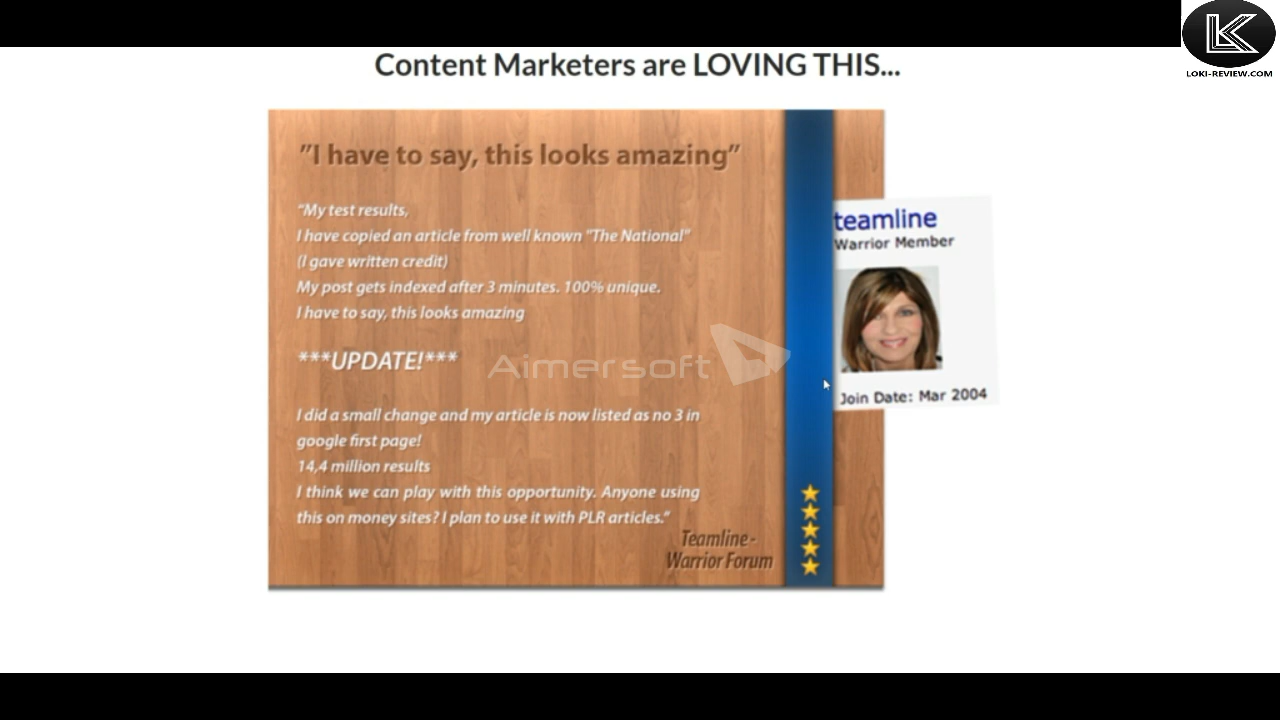 LOKI-REVIEW.COM
Content Marketers are LOVING THIS...
"I have to say, this looks amazing"
"My test results,
I have copied an article from well known "The National"
(I gave written credit)
My post gets indexed after 3 minutes. 100% unique.
I have to say, this looks amazing
***UPDATE!***
I did a small change and my article is now listed as no 3 in
google first page!
14,4 million results
I think we can play with this opportunity. Anyone using
this on money sites? I plan to use it with PLR articles."
Teamline-
Warrior Forum
teamline
Warrior Member
Join Date: Mar 2004
Aimersoft